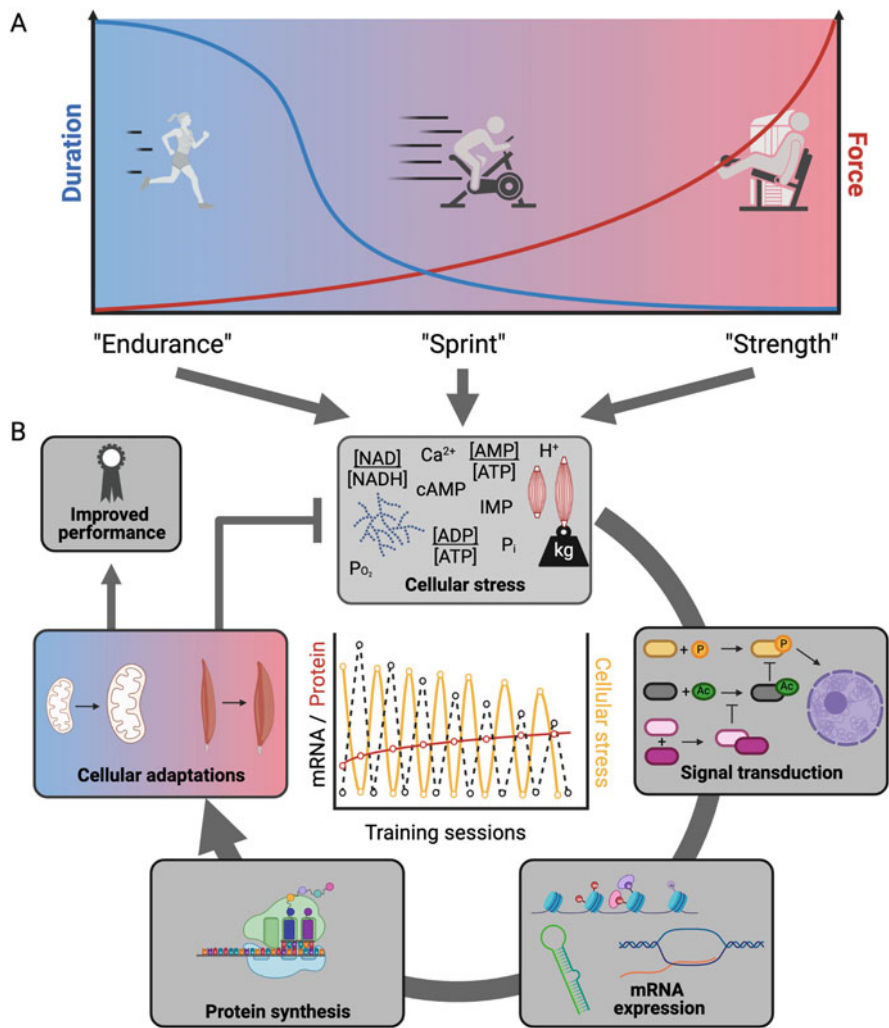 A
Duration
Force
"Endurance"
"Sprint"
"Strength"
B
Improved
performance
[NAD]
[NADH]
Ca²⁺
cAMP
[AMP]
[ATP]
H⁺
IMP
[ADP]
[ATP]
Pᵢ
P_O₂
kg
Cellular stress
+ P
P
+ Ac
Ac
+
Signal transduction
Cellular adaptations
mRNA / Protein
Cellular stress
Training sessions
Protein synthesis
mRNA
expression